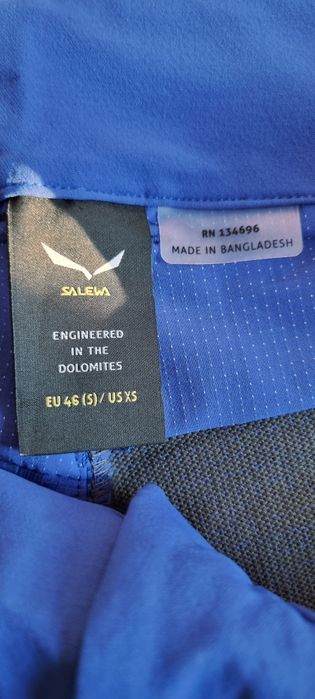 RN 134696
MADE IN BANGLADESH
SALEWA
ENGINEERED
IN THE
DOLOMITES
EU 46 (S) / US XS